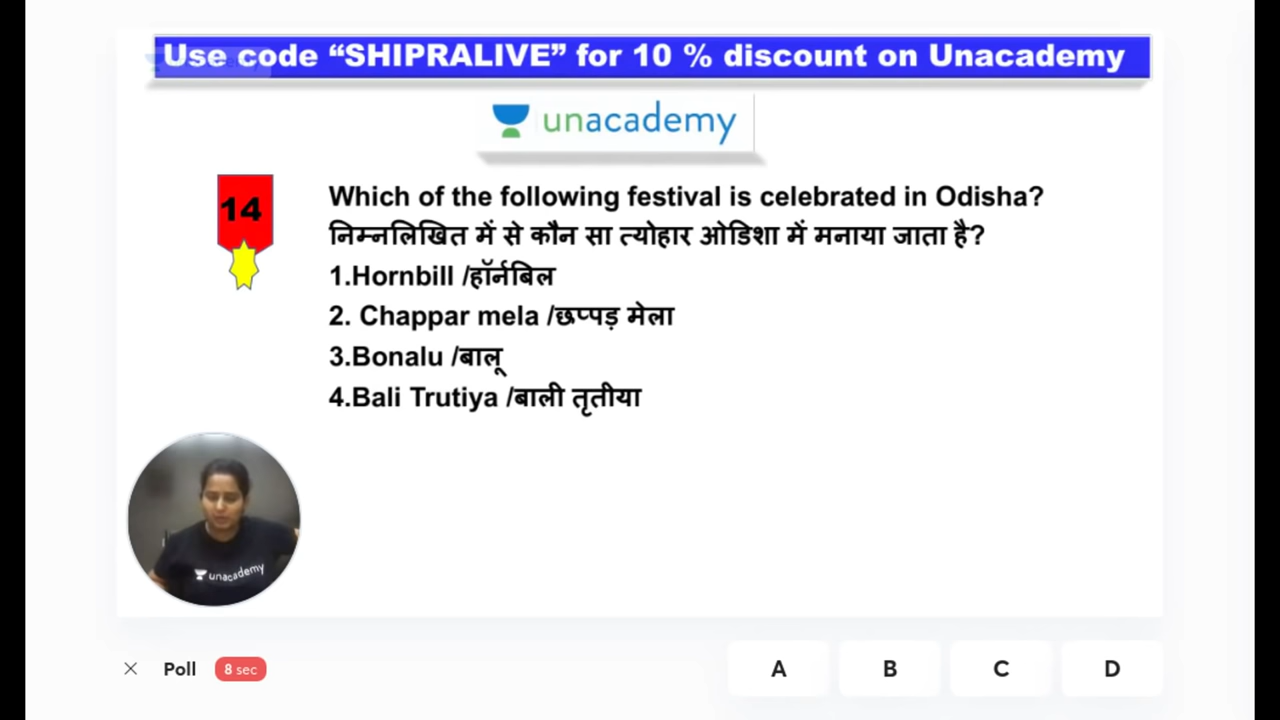 Use code “SHIPRALIVE” for 10 % discount on Unacademy
unacademy
14
Which of the following festival is celebrated in Odisha?
निम्नलिखित में से कौन सा त्योहार ओडिशा में मनाया जाता है?
1.Hornbill /हॉर्नबिल
2. Chappar mela /छप्पड़ मेला
3.Bonalu /बालू
4.Bali Trutiya /बाली तृतीया
unacademy
Poll 8 sec
A B C D